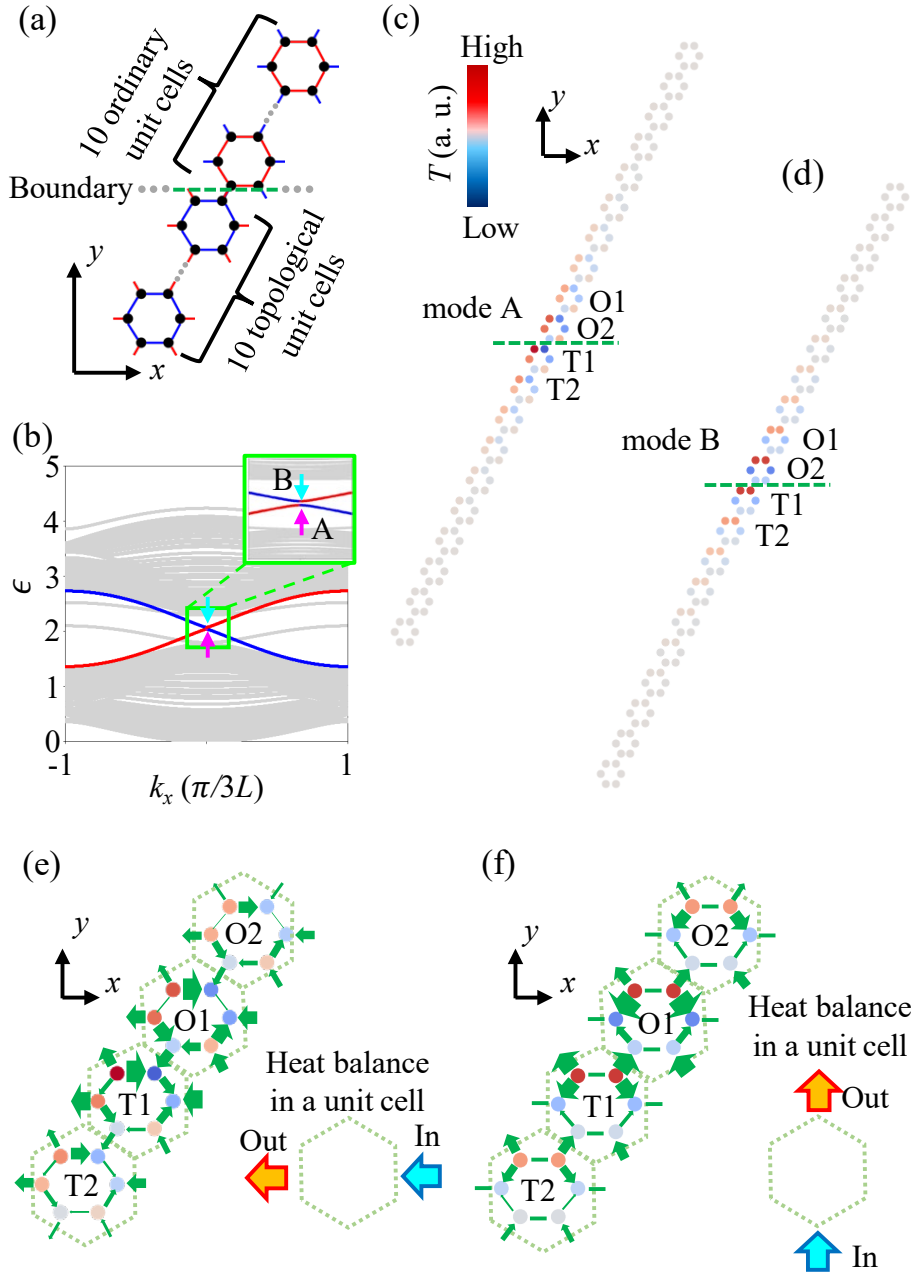 (a)
10 ordinary
unit cells
Boundary
10 topological
unit cells
y
x
(b)
5
4
3
2
1
0
ϵ
-1
1
k_x (π/3L)
B
A
(c)
High
T (a. u.)
Low
y
x
mode A
O1
O2
T1
T2
(d)
mode B
O1
O2
T1
T2
(e)
y
x
O2
O1
T1
T2
Heat balance
in a unit cell
Out
In
(f)
y
x
O2
O1
T1
T2
Heat balance
in a unit cell
Out
In